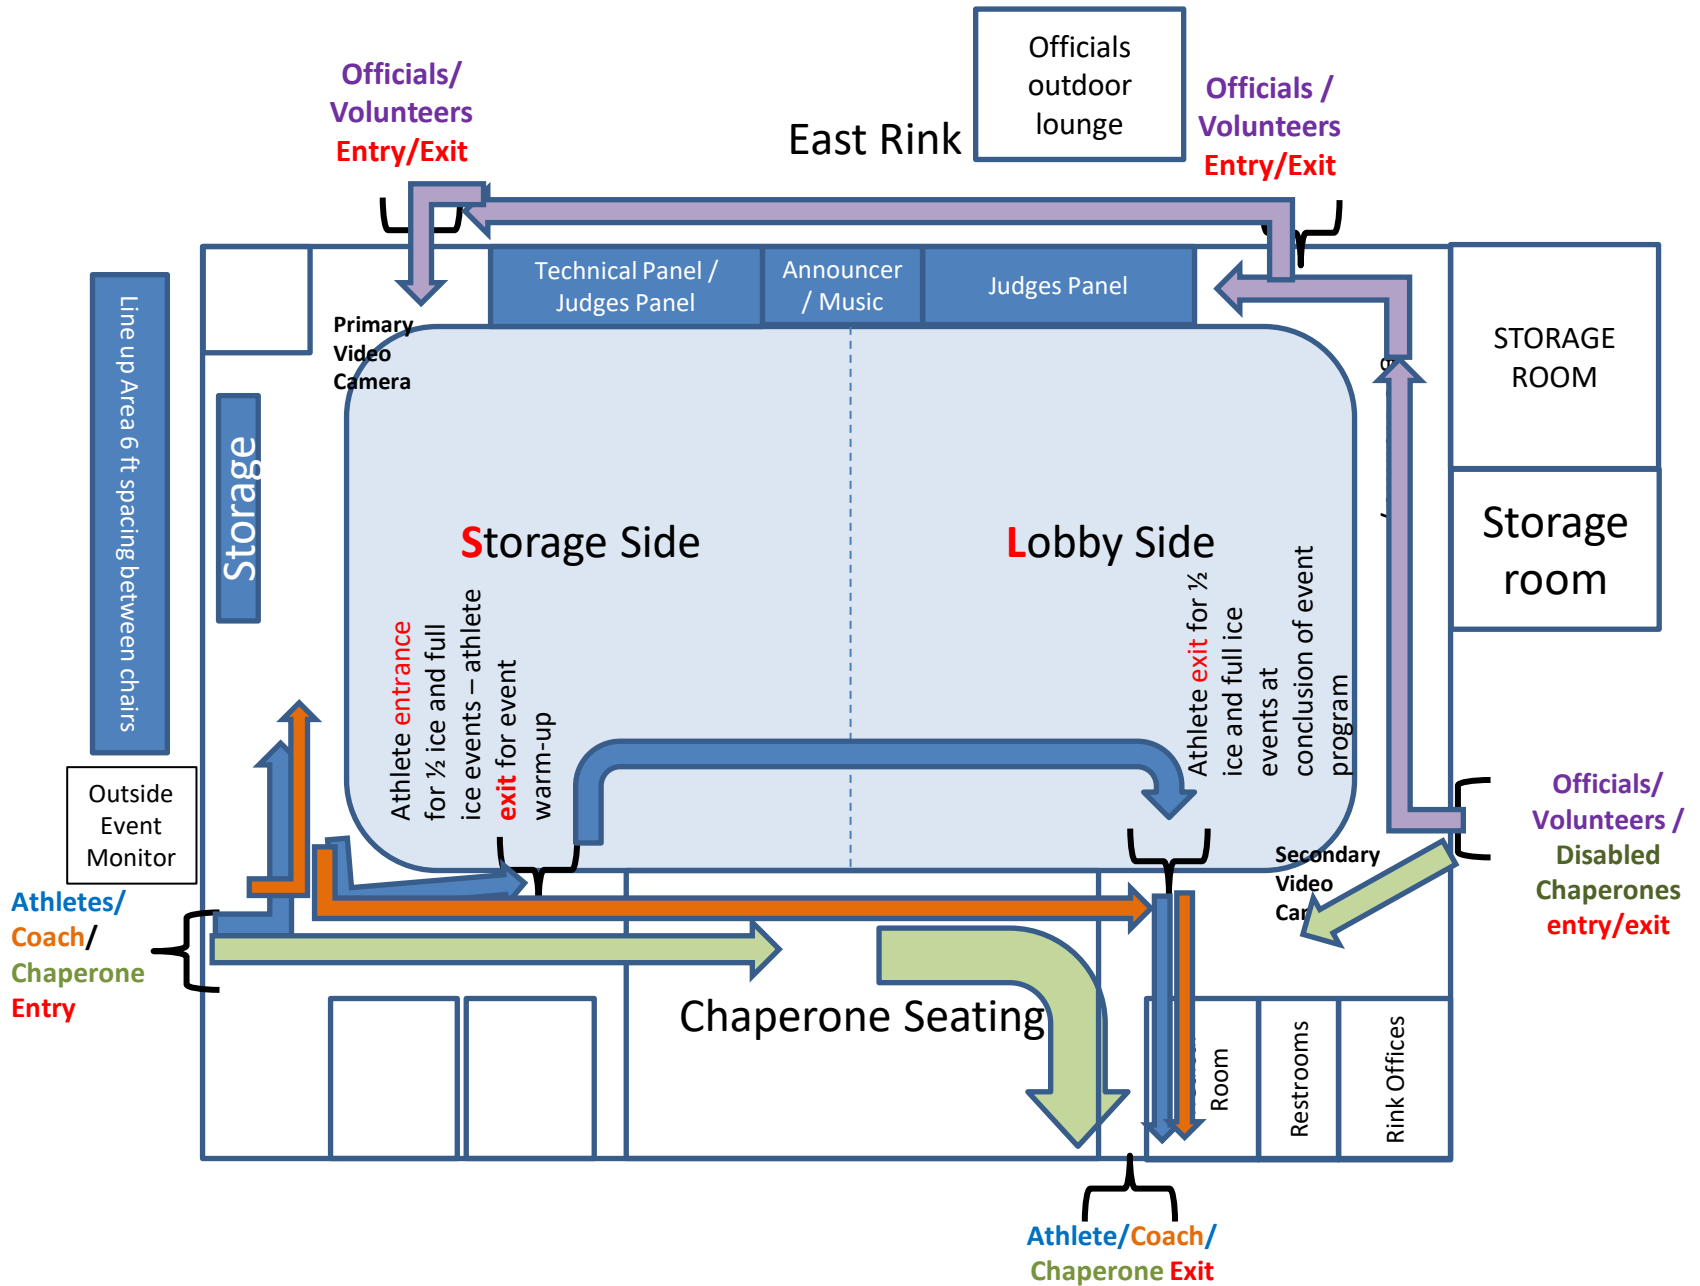 Officials
outdoor
lounge
East Rink
Officials/
Volunteers
Entry/Exit
Officials /
Volunteers
Entry/Exit
Technical Panel /
Judges Panel
Announcer
/ Music
Judges Panel
Primary
Video
Camera
Line up Area 6 ft spacing between chairs
Storage
STORAGE
ROOM
Storage
room
Storage Side
Lobby Side
Athlete entrance
for ½ ice and full
ice events – athlete
exit for event
warm-up
Athlete exit for ½
ice and full ice
events at
conclusion of event
program
Outside
Event
Monitor
Athletes/
Coach/
Chaperone
Entry
Officials/
Volunteers /
Disabled
Chaperones
entry/exit
Secondary
Video
Chaperone Seating
Room
Restrooms
Rink Offices
Athlete/Coach/
Chaperone Exit